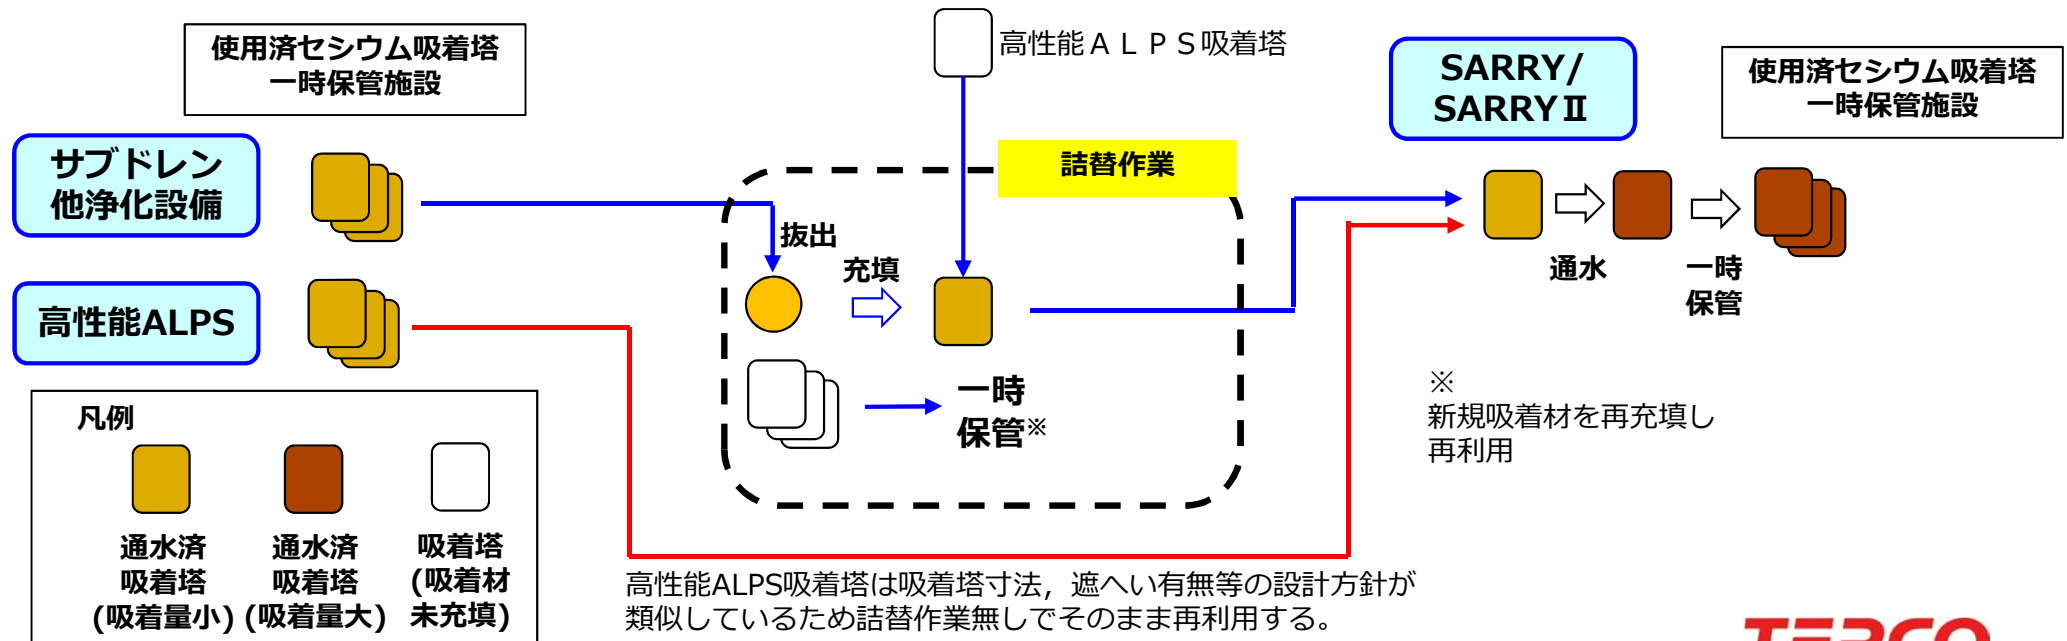 使用済セシウム吸着塔
一時保管施設
高性能ＡＬＰＳ吸着塔
SARRY/
SARRYⅡ
使用済セシウム吸着塔
一時保管施設
サブドレン
他浄化設備
詰替作業
抜出
充填
通水
一時
保管
高性能ALPS
一時
保管※
※
新規吸着材を再充填し
再利用
凡例
通水済
吸着塔
(吸着量小)
通水済
吸着塔
(吸着量大)
吸着塔
(吸着材
未充填)
高性能ALPS吸着塔は吸着塔寸法，遮へい有無等の設計方針が
類似しているため詰替作業無しでそのまま再利用する。
TEPCO